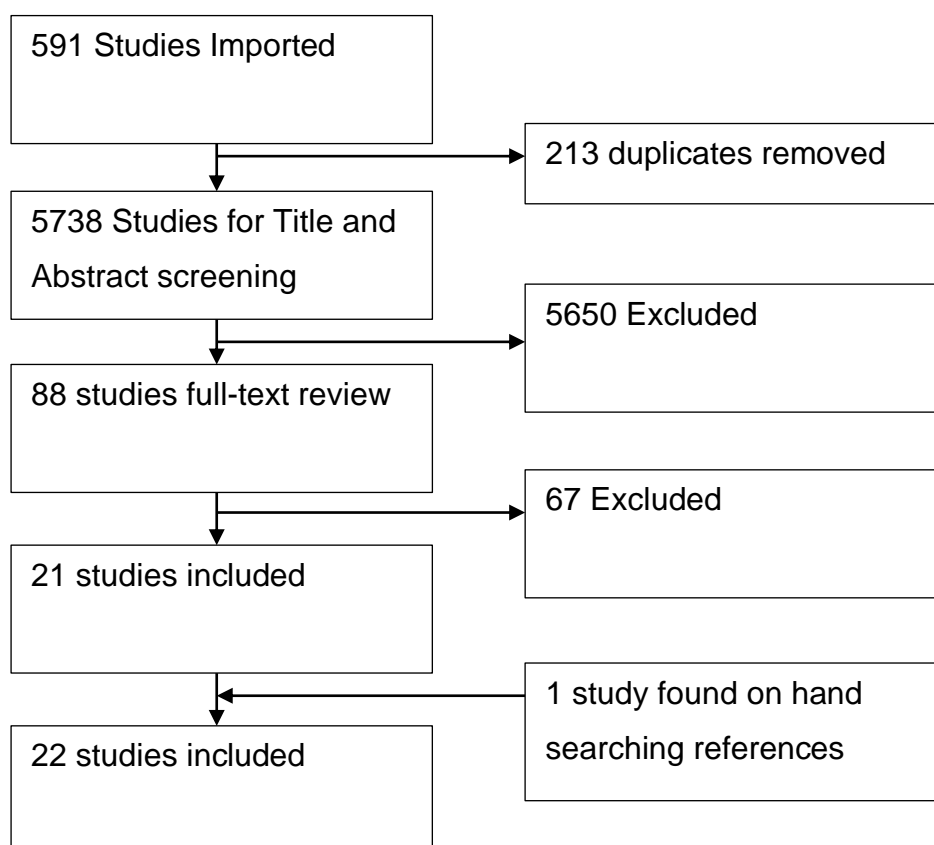 591 Studies Imported
213 duplicates removed
5738 Studies for Title and
Abstract screening
5650 Excluded
88 studies full-text review
67 Excluded
21 studies included
1 study found on hand
searching references
22 studies included